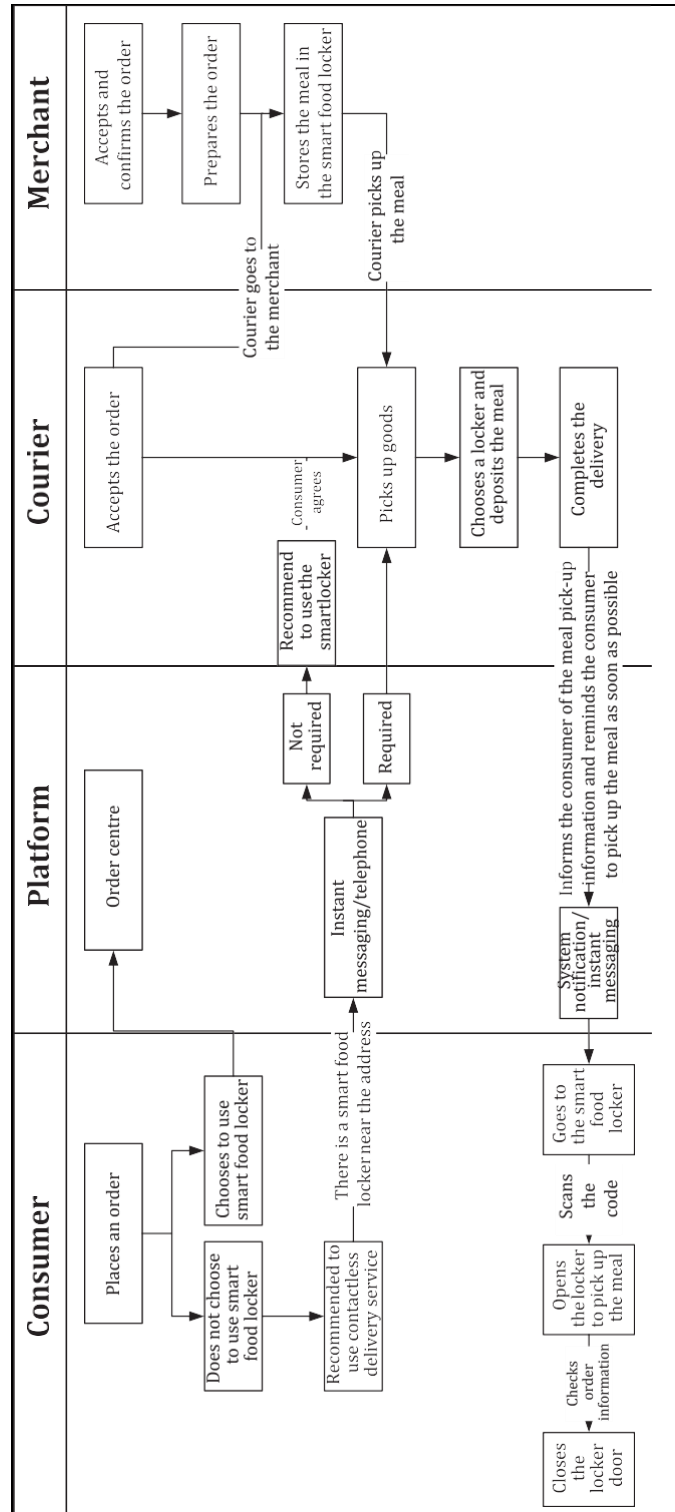 Consumer
Platform
Courier
Merchant
Places an order
Does not choose
to use smart
food locker
Chooses to use
smart food locker
Recommended to
use contactless
delivery service
There is a smart food
locker near the address
Order centre
Instant
messaging/telephone
Not
required
Required
Recommend
to use the
smartlocker
Consumer
agrees
Accepts the order
Courier goes to
the merchant
Accepts and
confirms the order
Prepares the order
Stores the meal in
the smart food locker
Courier picks up
the meal
Picks up goods
Chooses a locker and
deposits the meal
Completes the
delivery
Informs the consumer of the meal pick-up
information and reminds the consumer
to pick up the meal as soon as possible
System
notification/
instant
messaging
Goes to
the smart
food
locker
Scans
the
code
Opens
the locker
to pick up
the meal
Checks
order
information
Closes
the
locker
door